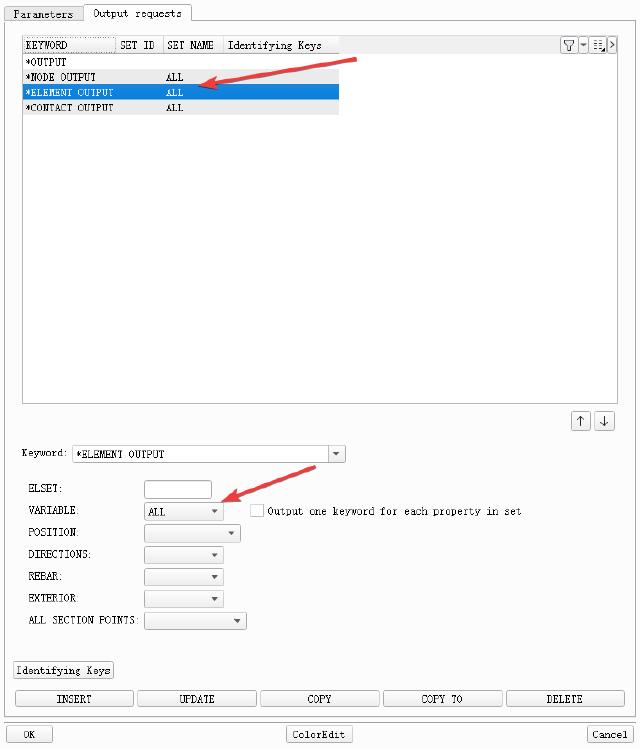 Parameters Output requests
KEYWORD SET ID SET NAME Identifying Keys
*OUTPUT
*NODE OUTPUT ALL
*ELEMENT OUTPUT ALL
*CONTACT OUTPUT ALL
Keyword: *ELEMENT OUTPUT
ELSET:
VARIABLE: ALL Output one keyword for each property in set
POSITION:
DIRECTIONS:
REBAR:
EXTERIOR:
ALL SECTION POINTS:
Identifying Keys
INSERT UPDATE COPY COPY TO DELETE
OK ColorEdit Cancel